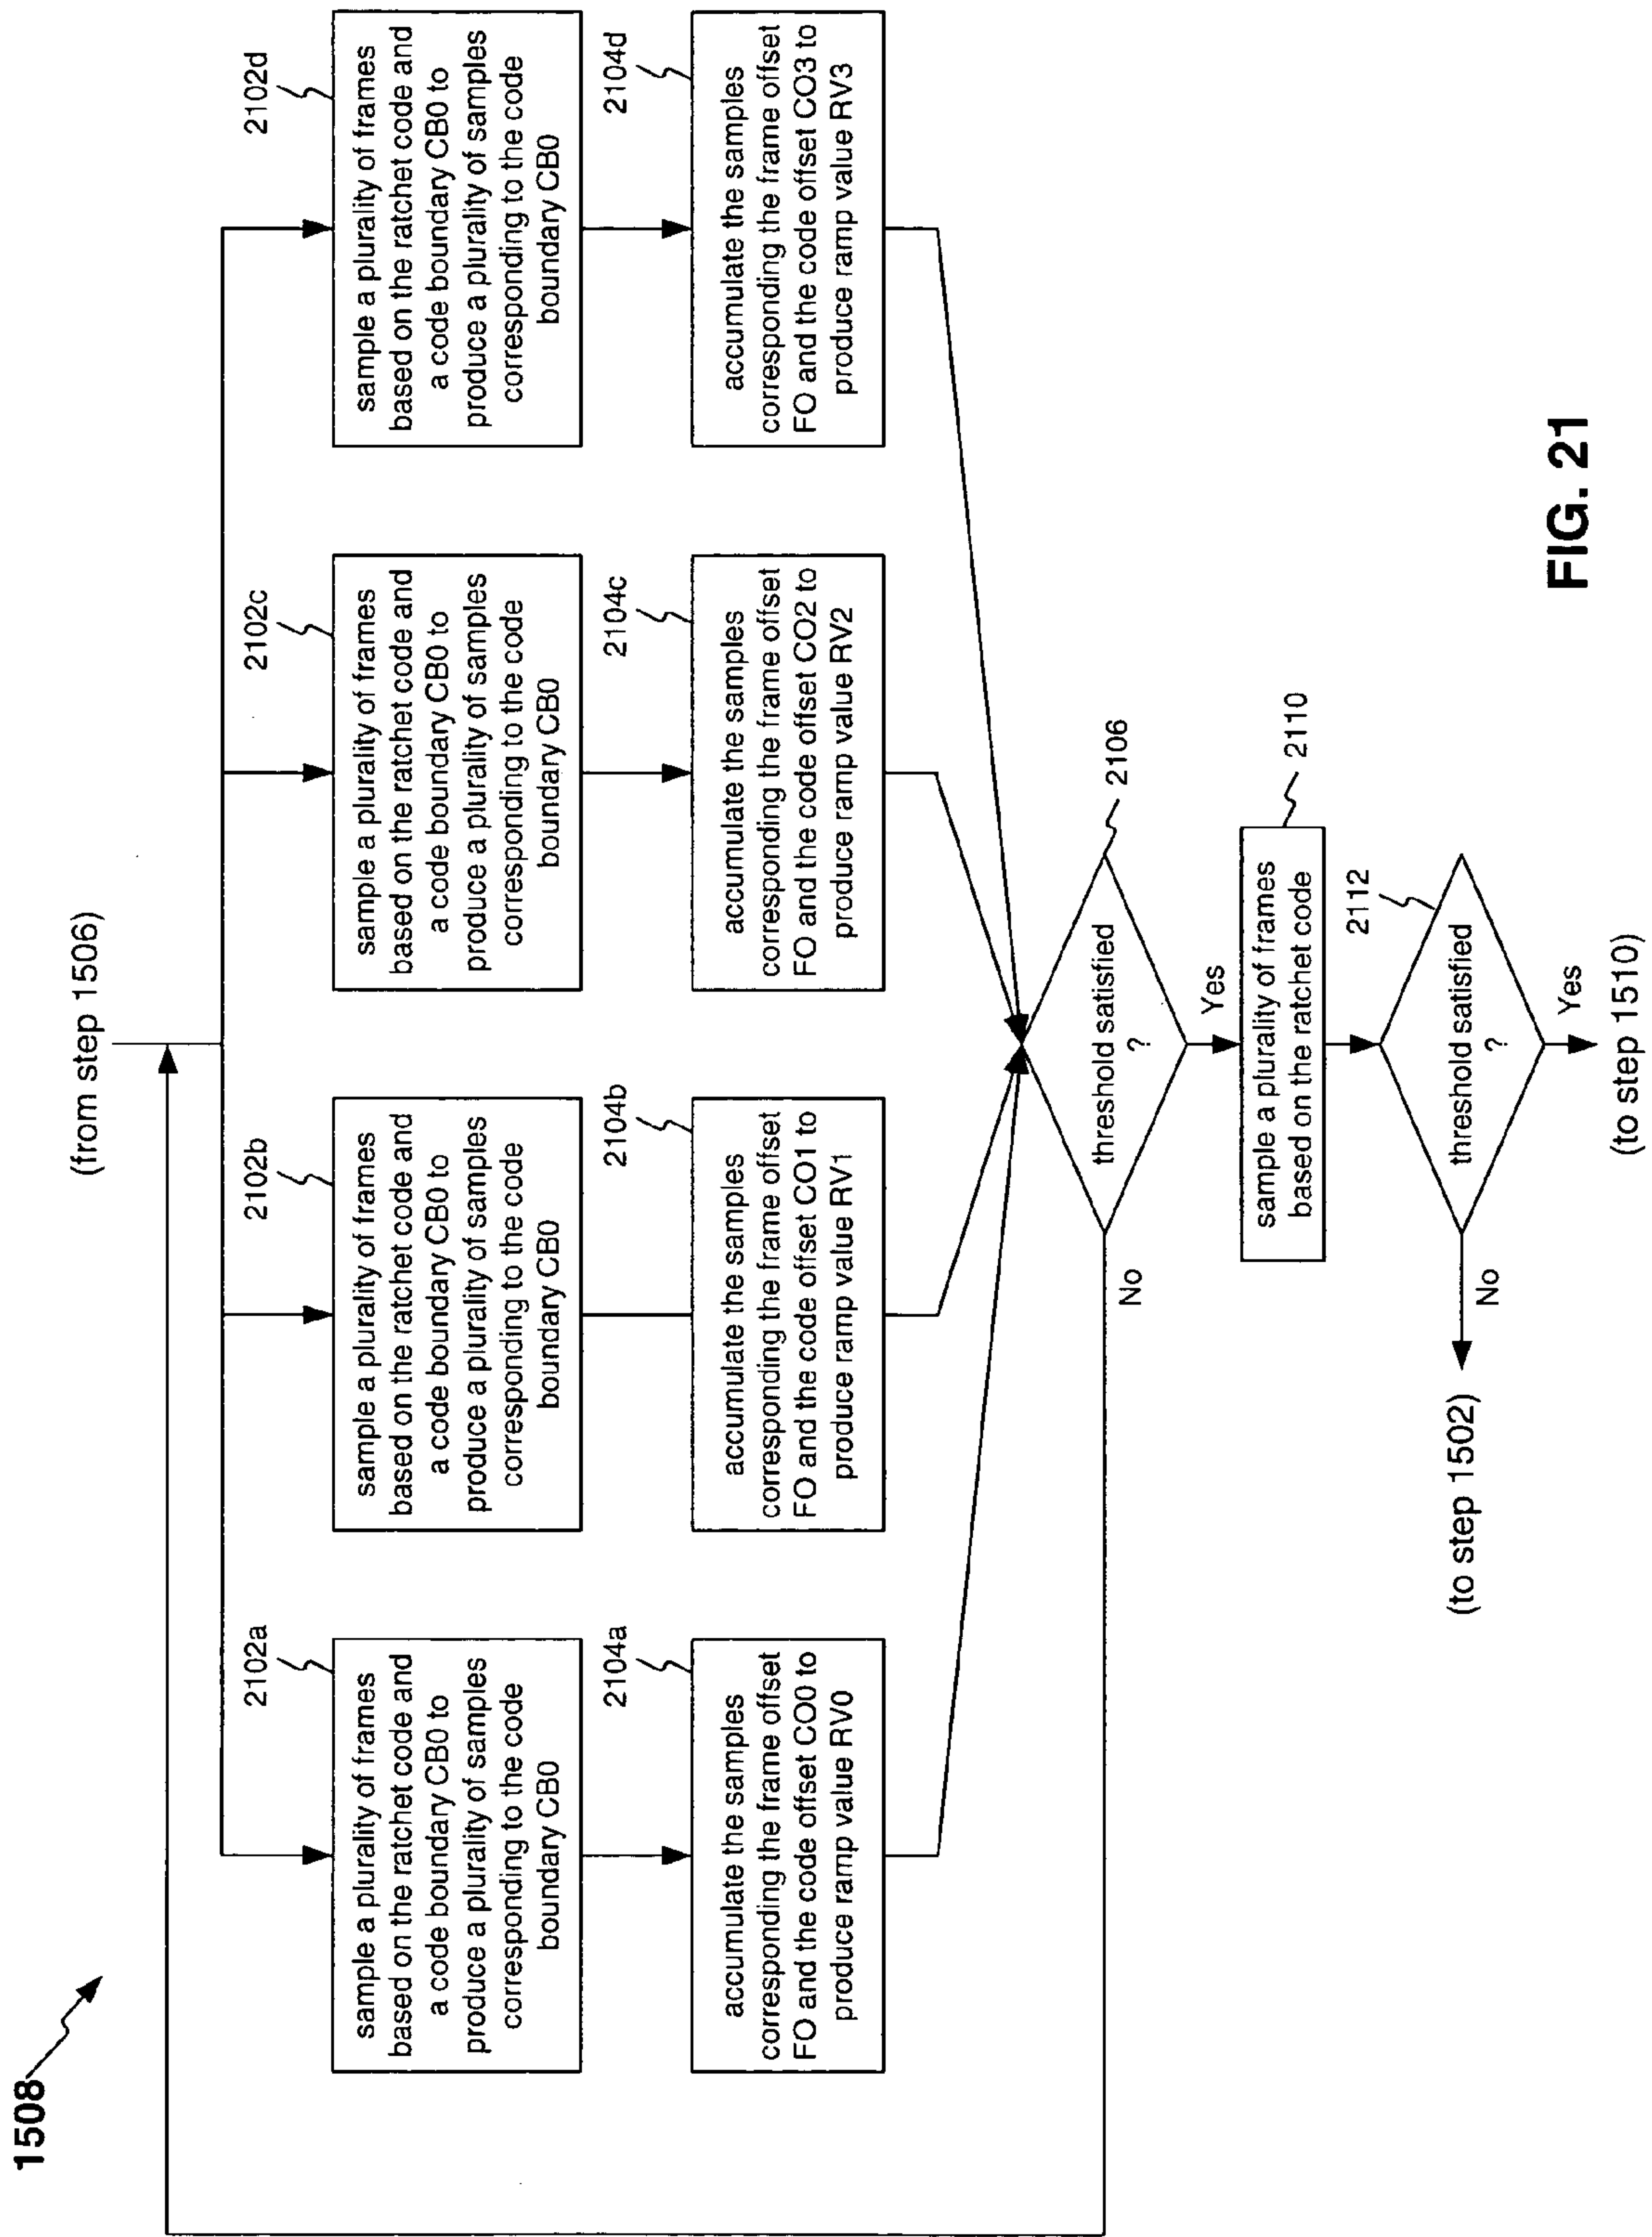 1508
(from step 1506)
2102a
sample a plurality of frames
based on the ratchet code and
a code boundary CB0 to
produce a plurality of samples
corresponding to the code
boundary CB0
2102b
sample a plurality of frames
based on the ratchet code and
a code boundary CB0 to
produce a plurality of samples
corresponding to the code
boundary CB0
2102c
sample a plurality of frames
based on the ratchet code and
a code boundary CB0 to
produce a plurality of samples
corresponding to the code
boundary CB0
2102d
sample a plurality of frames
based on the ratchet code and
a code boundary CB0 to
produce a plurality of samples
corresponding to the code
boundary CB0
2104a
accumulate the samples
corresponding the frame offset
FO and the code offset CO0 to
produce ramp value RV0
2104b
accumulate the samples
corresponding the frame offset
FO and the code offset CO1 to
produce ramp value RV1
2104c
accumulate the samples
corresponding the frame offset
FO and the code offset CO2 to
produce ramp value RV2
2104d
accumulate the samples
corresponding the frame offset
FO and the code offset CO3 to
produce ramp value RV3
2106
threshold satisfied
?
No
Yes
2110
sample a plurality of frames
based on the ratchet code
2112
threshold satisfied
?
No
(to step 1502)
Yes
(to step 1510)
FIG. 21